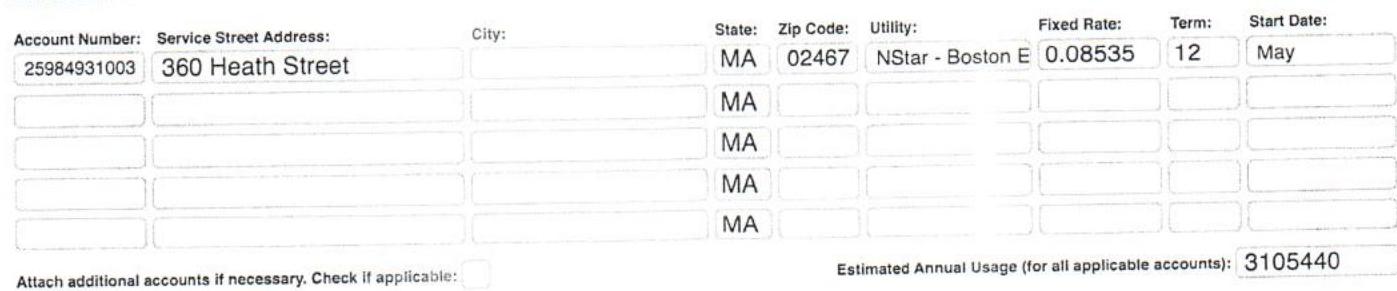 Account Number: Service Street Address: City: State: Zip Code: Utility: Fixed Rate: Term: Start Date:
25984931003 360 Heath Street MA 02467 NStar - Boston E 0.08535 12 May
MA
MA
MA
MA
Attach additional accounts if necessary. Check if applicable: Estimated Annual Usage (for all applicable accounts): 3105440